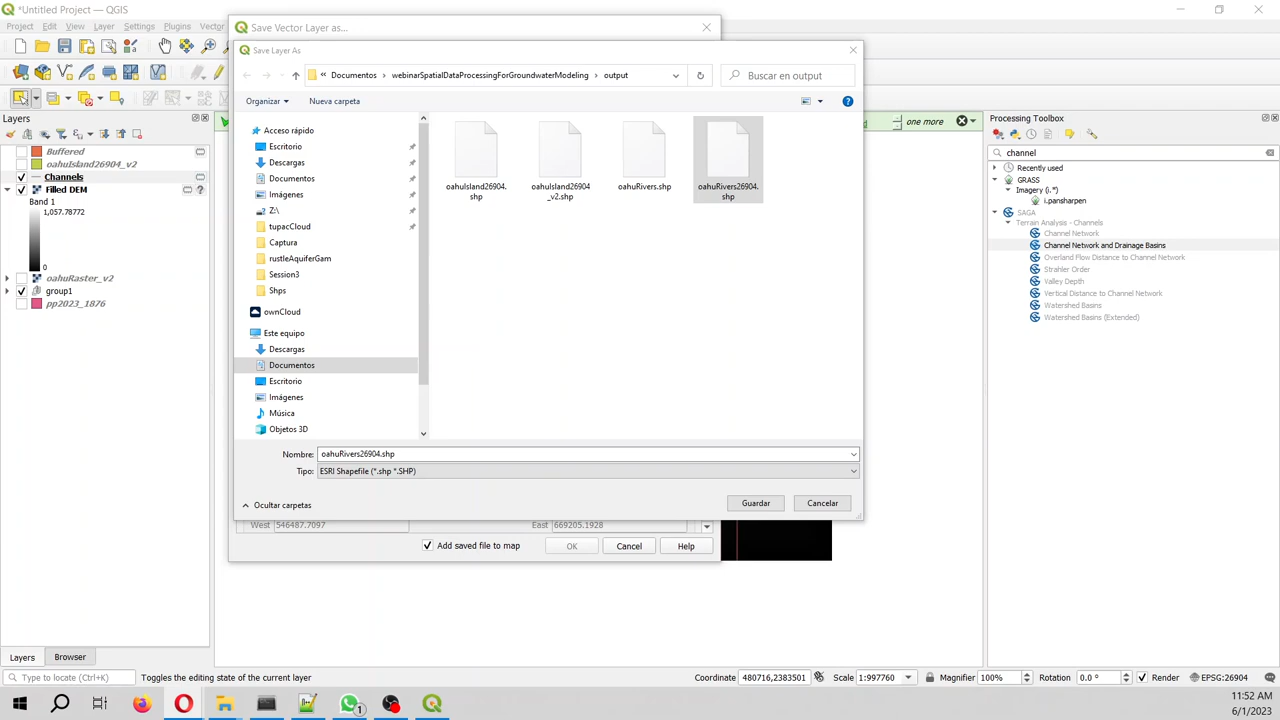 *Untitled Project — QGIS
Project Edit View Layer Settings Plugins Vector
Save Vector Layer as...
Save Layer As
« Documentos > webinarSpatialDataProcessingForGroundwaterModeling > output
Buscar en output
Organizar
Nueva carpeta
Layers
Buffered
oahuIsland26904_v2
Channels
Filled DEM
Band 1
1,057.78772
0
oahuRaster_v2
group1
pp2023_1876
Acceso rápido
Escritorio
Descargas
Documentos
Imágenes
Z:\
tupacCloud
Captura
rustleAquiferGam
Session3
Shps
ownCloud
Este equipo
Descargas
Documentos
Escritorio
Imágenes
Música
Objetos 3D
oahuIsland26904.
shp
oahuIsland26904
_v2.shp
oahuRivers.shp
oahuRivers26904.
shp
Nombre: oahuRivers26904.shp
Tipo: ESRI Shapefile (*.shp *.SHP)
Ocultar carpetas
Guardar
Cancelar
West 546487.7097
East 669205.1928
Add saved file to map
OK
Cancel
Help
one more
Processing Toolbox
channel
Recently used
GRASS
Imagery (i.*)
i.pansharpen
SAGA
Terrain Analysis - Channels
Channel Network
Channel Network and Drainage Basins
Overland Flow Distance to Channel Network
Strahler Order
Valley Depth
Vertical Distance to Channel Network
Watershed Basins
Watershed Basins (Extended)
Layers
Browser
Type to locate (Ctrl+K)
Toggles the editing state of the current layer
Coordinate 480716,2383501
Scale 1:997760
Magnifier 100%
Rotation 0.0 °
Render
EPSG:26904
1
11:52 AM
6/1/2023